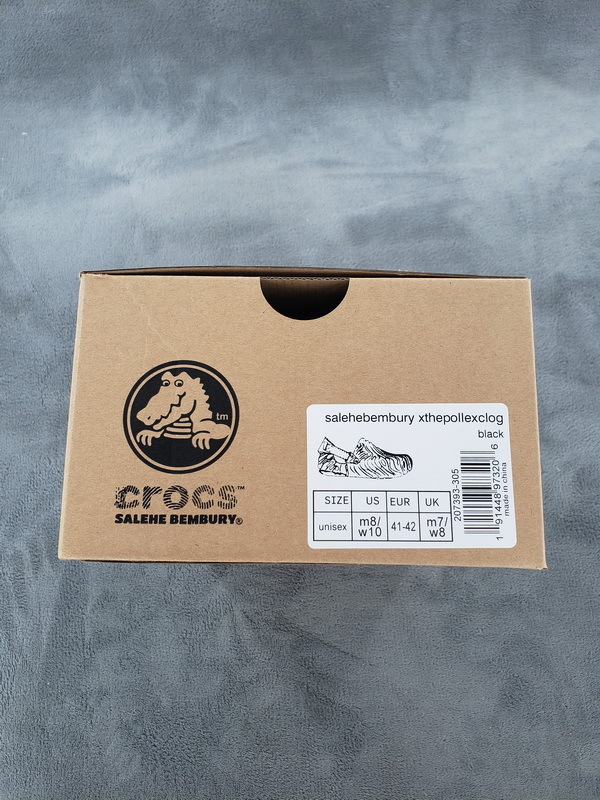 tm
crocs™
SALEHE BEMBURY®
salehebembury xthepollexclog
black
SIZE US EUR UK
unisex m8/w10 41-42 m7/w8
207393-305
1 91448 97320 6
made in china